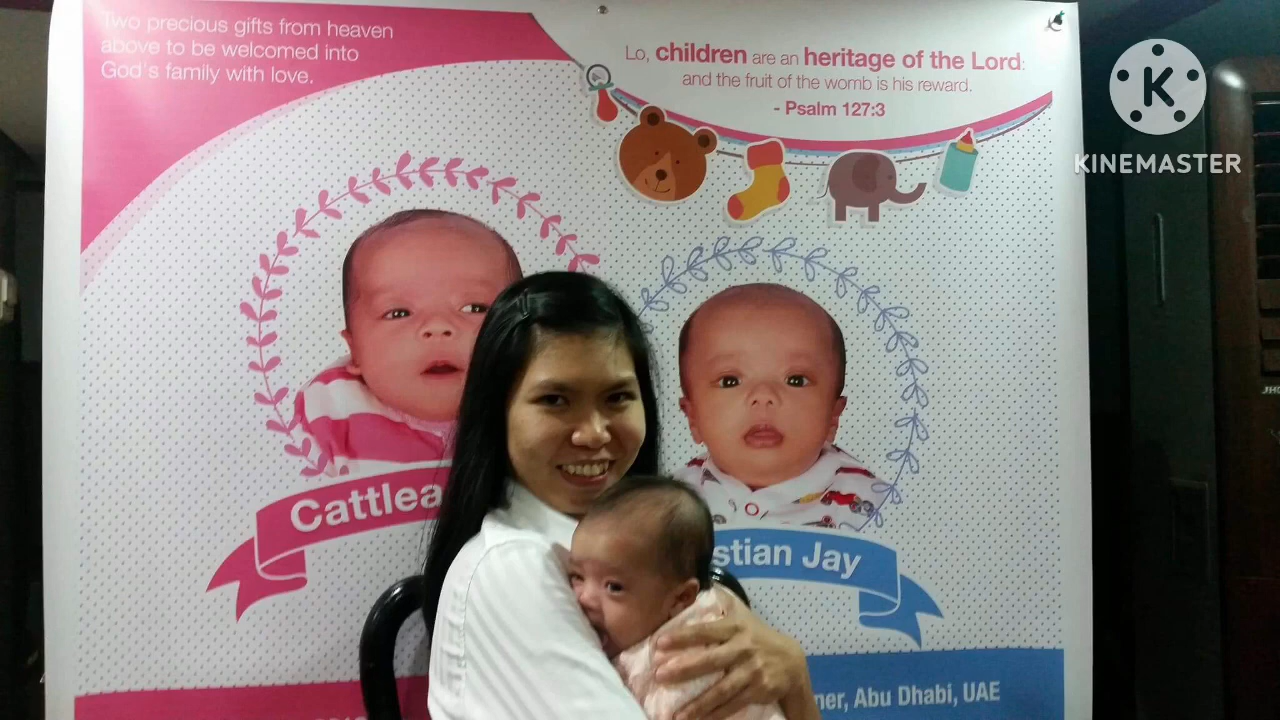 Two precious gifts from heaven
above to be welcomed into
God's family with love.
Lo, children are an heritage of the Lord:
and the fruit of the womb is his reward.
- Psalm 127:3
K
KINEMASTER
Cattlea
stian Jay
ner, Abu Dhabi, UAE